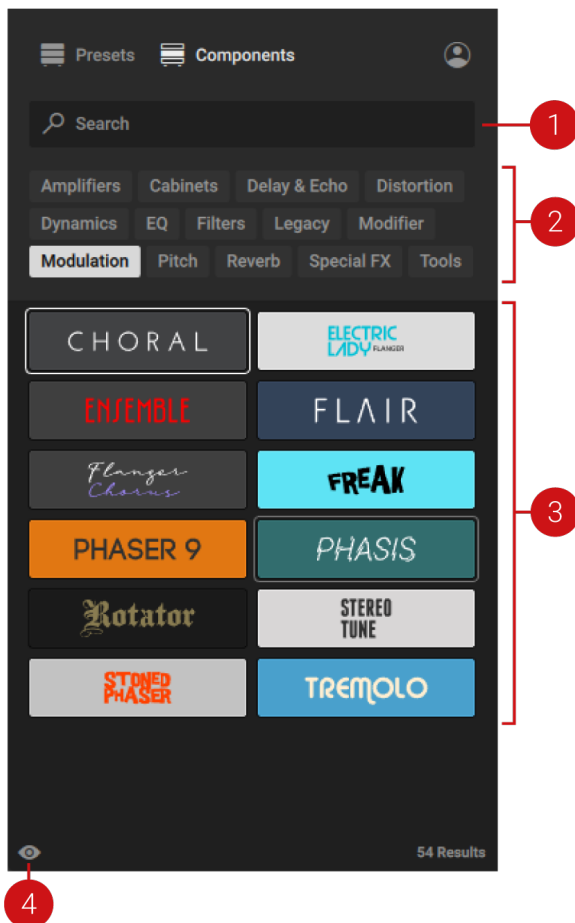 Presets Components
Search
1
Amplifiers Cabinets Delay & Echo Distortion
Dynamics EQ Filters Legacy Modifier
2
Modulation Pitch Reverb Special FX Tools
CHORAL
ELECTRIC
LADY FLANGER
ENSEMBLE
FLAIR
Flanger
Chorus
FREAK
3
PHASER 9
PHASIS
Rotator
STEREO
TUNE
STONED
PHASER
TREMOLO
54 Results
4